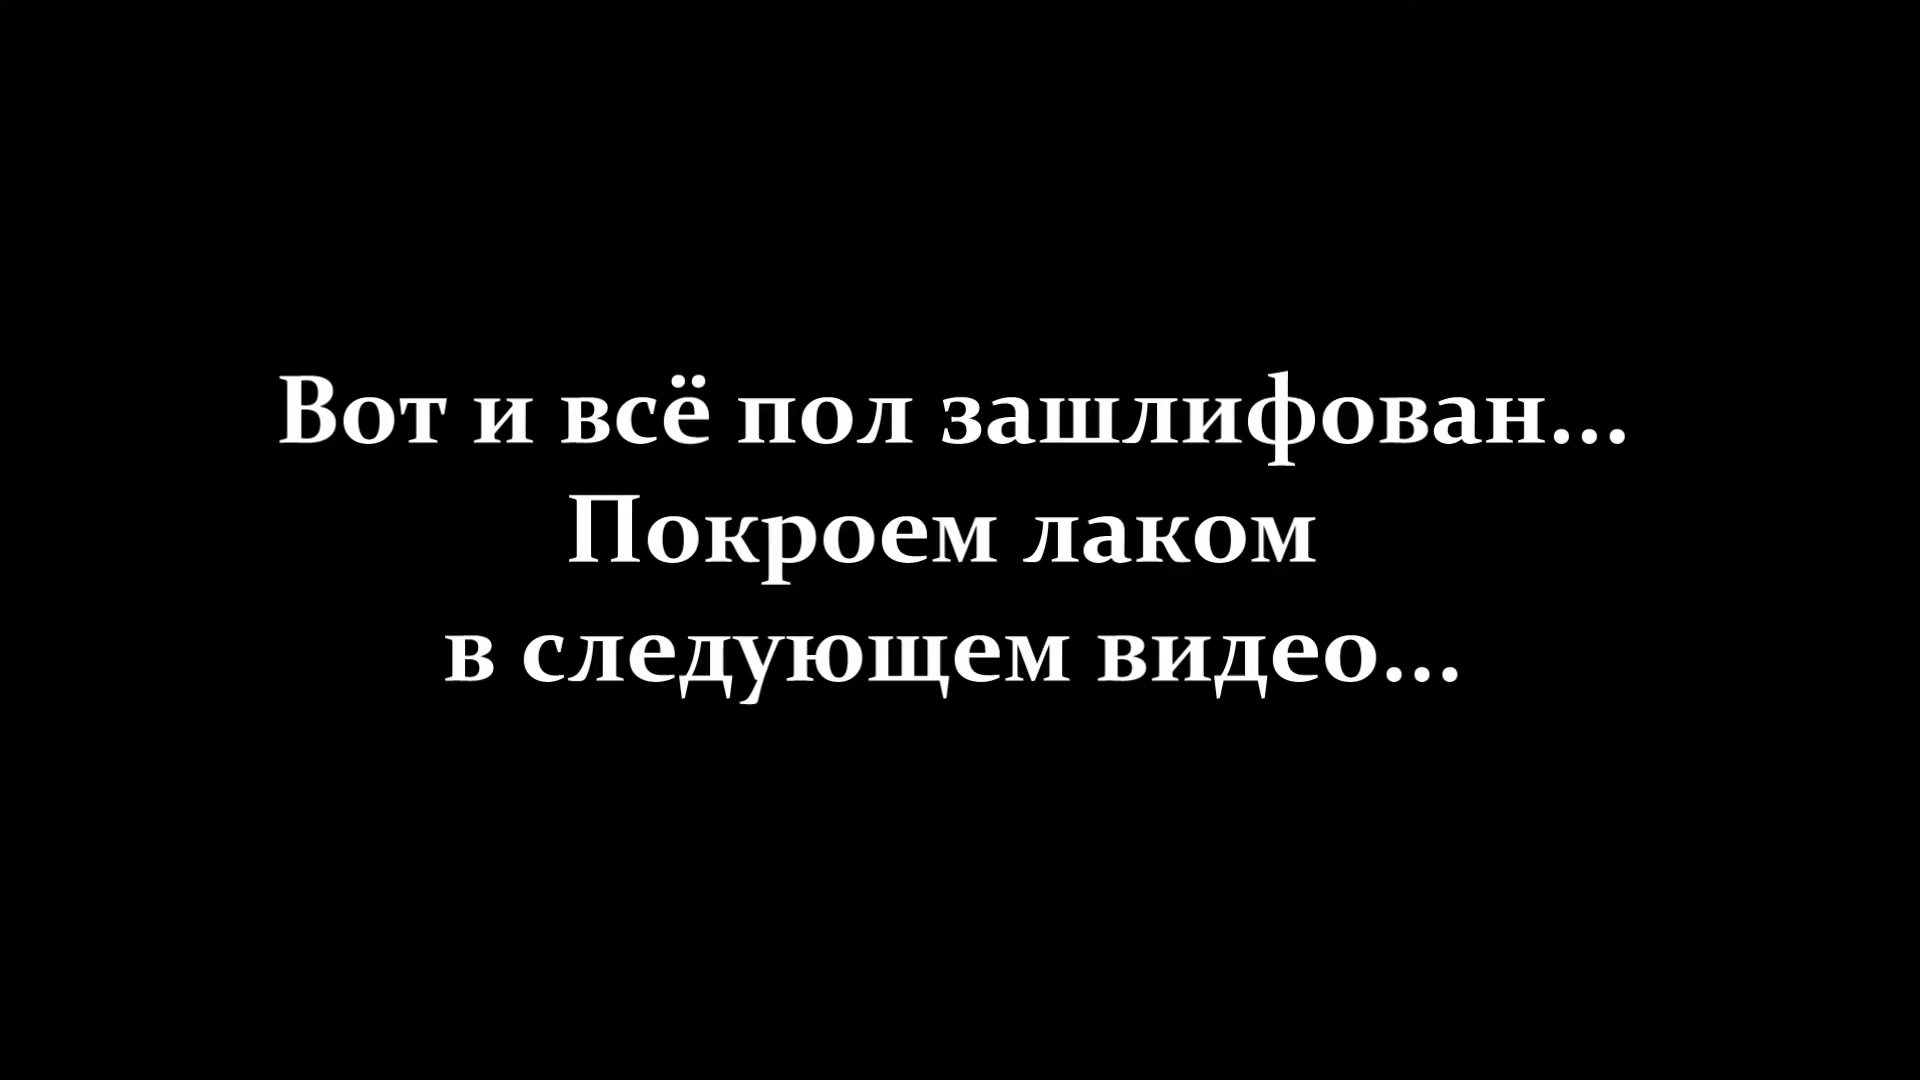 Вот и всё пол зашлифован...
Покроем лаком
в следующем видео...